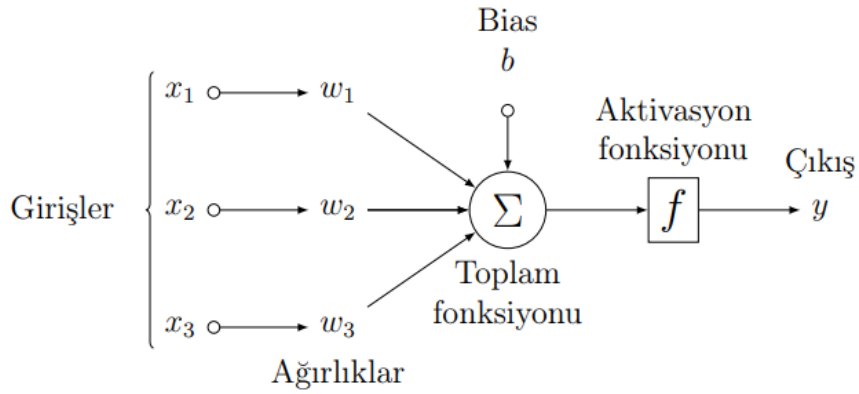 Bias
b
x₁ w₁
Aktivasyon
fonksiyonu
Çıkış
Girişler x₂ w₂ Σ f y
Toplam
fonksiyonu
x₃ w₃
Ağırlıklar